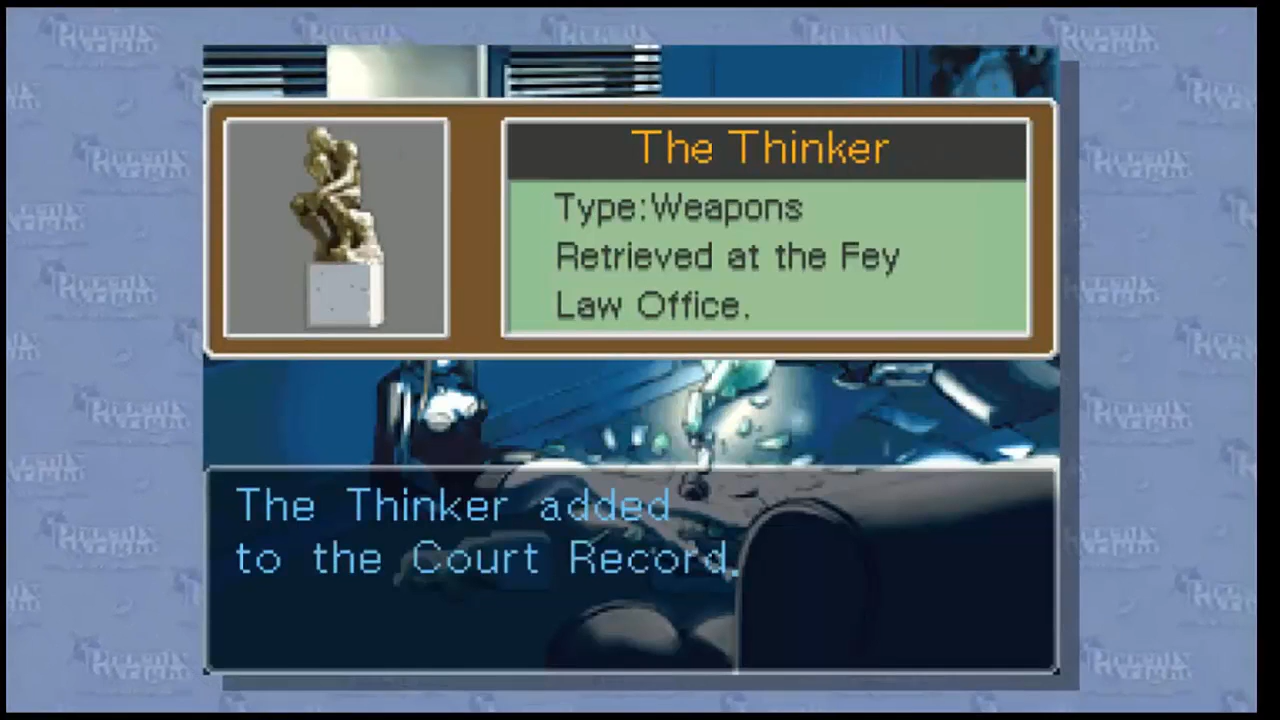 The Thinker
Type:Weapons
Retrieved at the Fey
Law Office.
The Thinker added
to the Court Record.